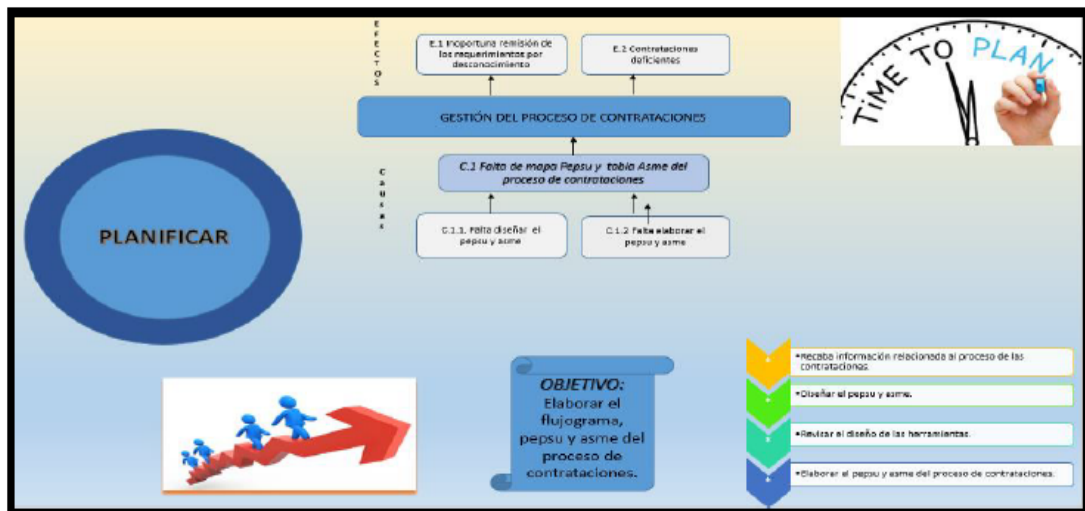 EFECTOS
E.1 Inoportuna remisión de
los requerimientos por
desconocimiento
E.2 Contrataciones
deficientes
TIME TO PLAN
GESTIÓN DEL PROCESO DE CONTRATACIONES
Causas
C.1 Falta de mapa Pepsu y tabla Asme del
proceso de contrataciones
C.1.1. Falta diseñar el
pepsu y asme
C.1.2 Falta elaborar el
pepsu y asme
PLANIFICAR
OBJETIVO:
Elaborar el
flujograma,
pepsu y asme del
proceso de
contrataciones.
•Recaba información relacionada al proceso de las
contrataciones.
•Diseñar el pepsu y asme.
•Revisar el diseño de las herramientas.
•Elaborar el pepsu y asme del proceso de contrataciones.